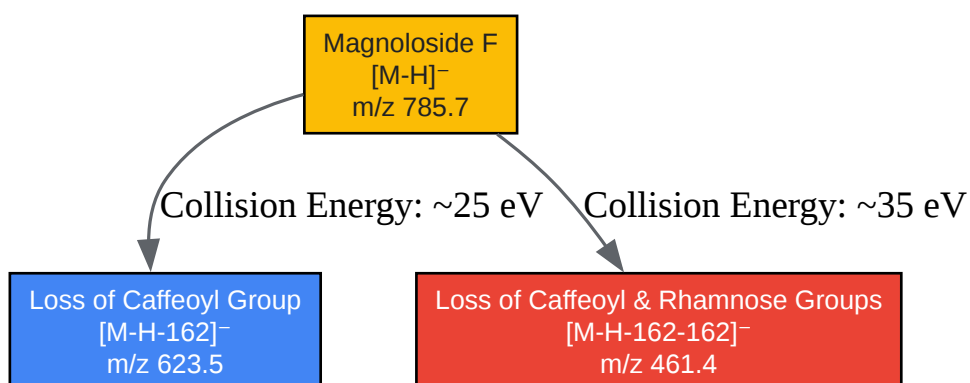 Magnoloside F
[M-H]⁻
m/z 785.7
Collision Energy: ~25 eV
Collision Energy: ~35 eV
Loss of Caffeoyl Group
[M-H-162]⁻
m/z 623.5
Loss of Caffeoyl & Rhamnose Groups
[M-H-162-162]⁻
m/z 461.4